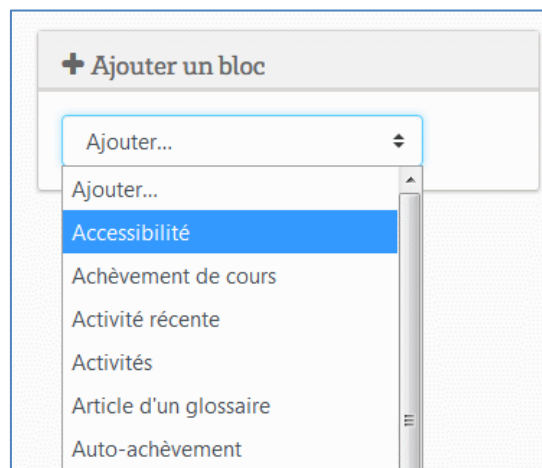 Ajouter un bloc
Ajouter...
Ajouter...
Accessibilité
Achèvement de cours
Activité récente
Activités
Article d'un glossaire
Auto-achèvement